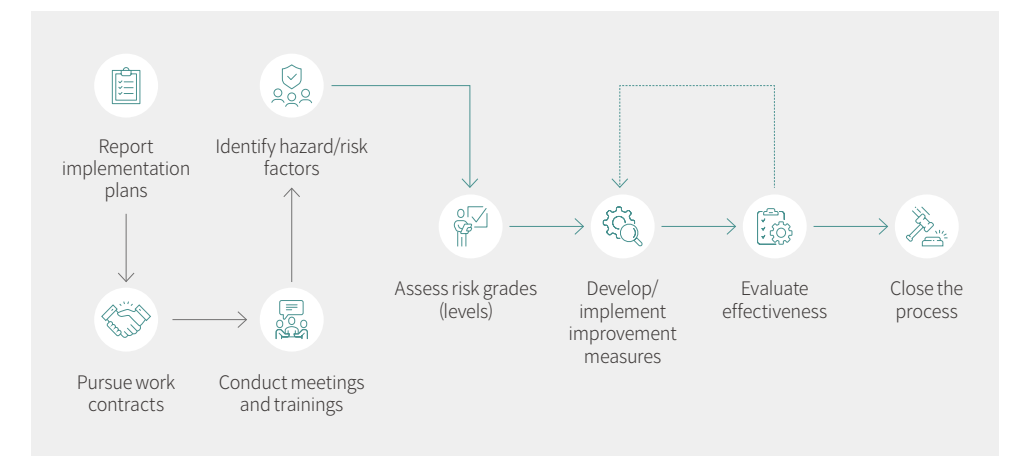 Report
implementation
plans
Pursue work
contracts
Conduct meetings
and trainings
Identify hazard/risk
factors
Assess risk grades
(levels)
Develop/
implement
improvement
measures
Evaluate
effectiveness
Close the
process